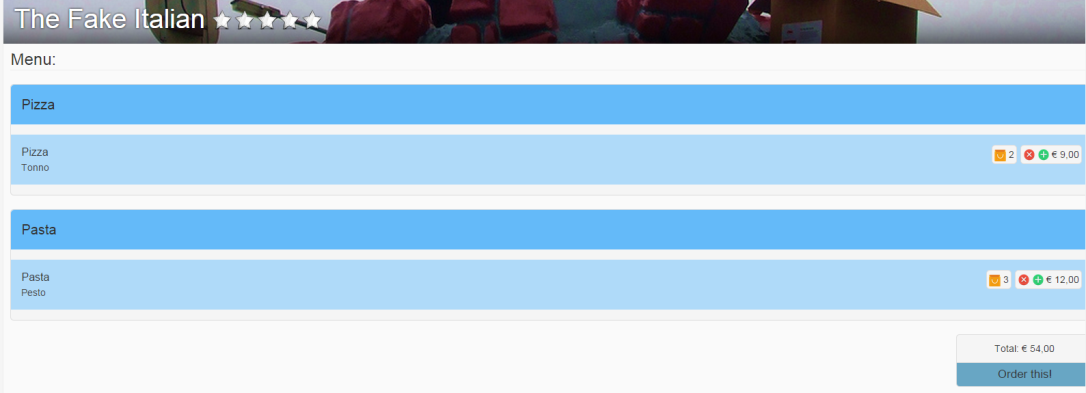 The Fake Italian
Menu:
Pizza
Pizza
2 € 9,00
Tonno
Pasta
Pasta
3 € 12,00
Pesto
Total: € 54,00
Order this!